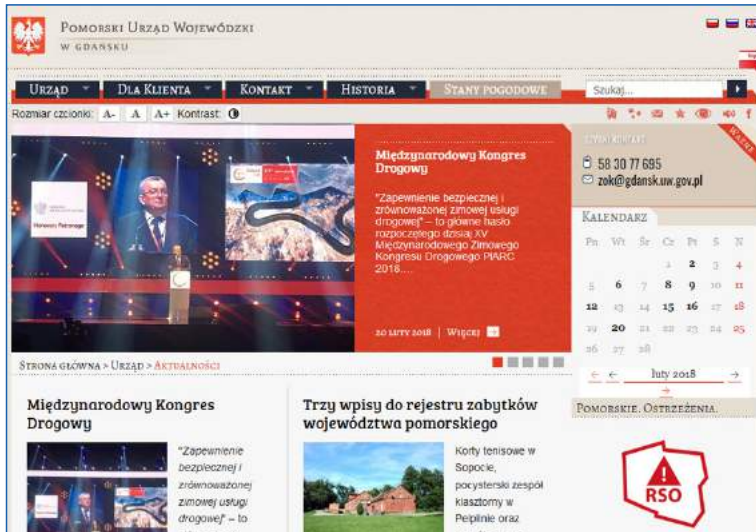 Pomorski Urząd Wojewódzki
w Gdańsku
Urząd Dla Klienta Kontakt Historia Stany pogodowe Szukaj...
Rozmiar czcionki: A- A A+ Kontrast:
Międzynarodowy Kongres
Drogowy
"Zapewnienie bezpiecznej i
zrównoważonej zimowej usługi
drogowej" – to główne hasło
rozpoczętego dzisiaj XV
Międzynarodowego Zimowego
Kongresu Drogowego PIARC
2018....
20 luty 2018 | Więcej
Ważne
Szybki kontakt
58 30 77 695
zok@gdansk.uw.gov.pl
Kalendarz
Pn Wt Śr Cz Pt S N
1 2 3 4
5 6 7 8 9 10 11
12 13 14 15 16 17 18
19 20 21 22 23 24 25
26 27 28
luty 2018
Strona główna > Urząd > Aktualności
Pomorskie. Ostrzeżenia.
RSO
Międzynarodowy Kongres
Drogowy
"Zapewnienie
bezpiecznej i
zrównoważonej
zimowej usługi
drogowej" – to
Trzy wpisy do rejestru zabytków
województwa pomorskiego
Korty tenisowe w
Sopocie,
pocysterski zespół
klasztorny w
Pelplinie oraz